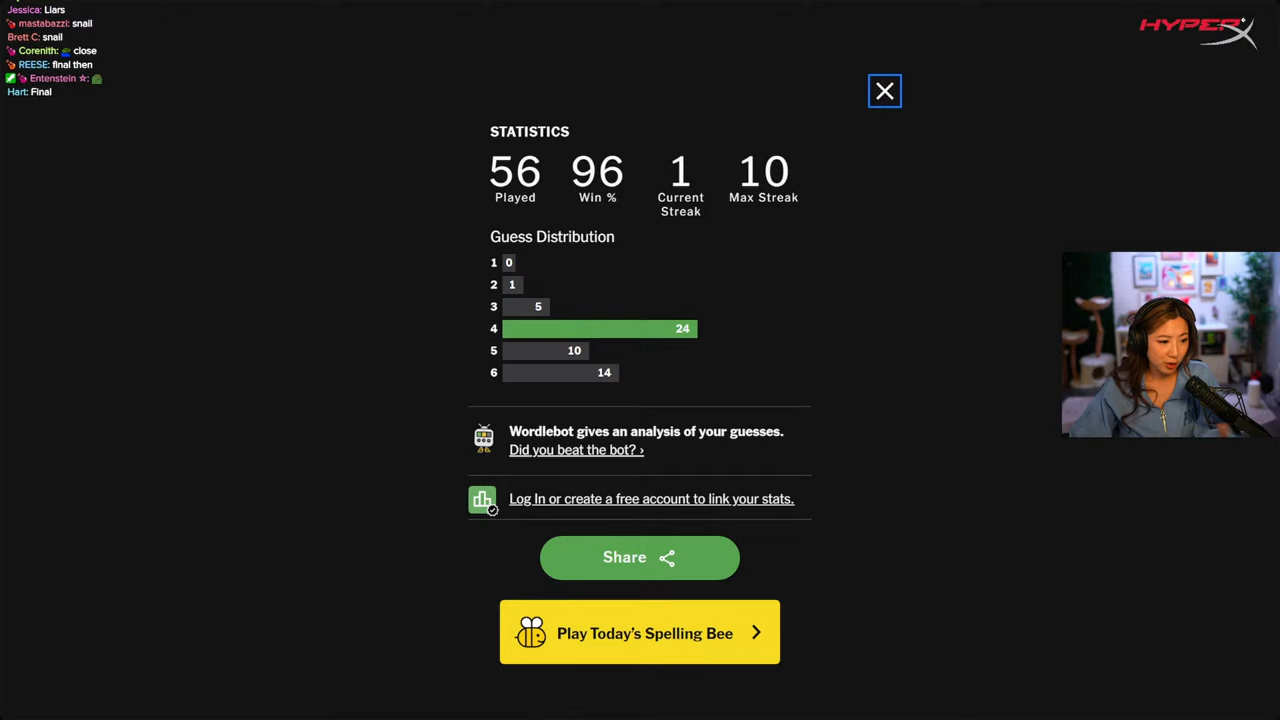 Jessica: Liars
mastabazzi: snail
Brett C: snail
Corenith: close
REESE: final then
Entenstein ☆:
Hart: Final
HYPERX
STATISTICS
56 96 1 10
Played Win % Current Streak Max Streak
Guess Distribution
1 0
2 1
3 5
4 24
5 10
6 14
Wordlebot gives an analysis of your guesses.
Did you beat the bot? ›
Log In or create a free account to link your stats.
Share
Play Today's Spelling Bee